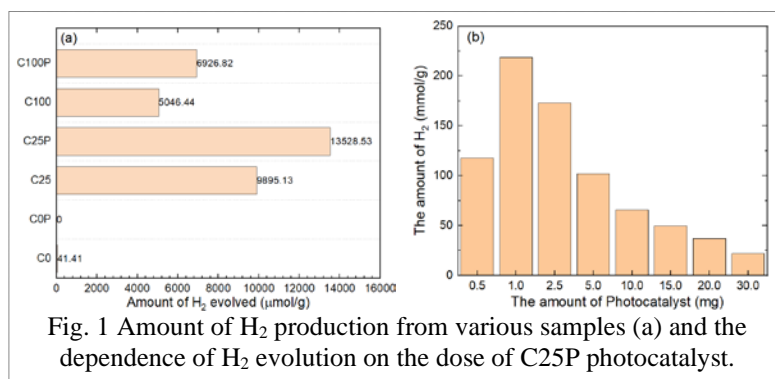 (a)
C100P
6926.82
C100
5046.44
C25P
13528.53
C25
9895.13
C0P
0
C0
41.41
0 2000 4000 6000 8000 10000 12000 14000 16000
Amount of H₂ evolved (μmol/g)
(b)
The amount of H₂ (mmol/g)
250
200
150
100
50
0
0.5 1.0 2.5 5.0 10.0 15.0 20.0 30.0
The amount of Photocatalyst (mg)
Fig. 1 Amount of H₂ production from various samples (a) and the
dependence of H₂ evolution on the dose of C25P photocatalyst.